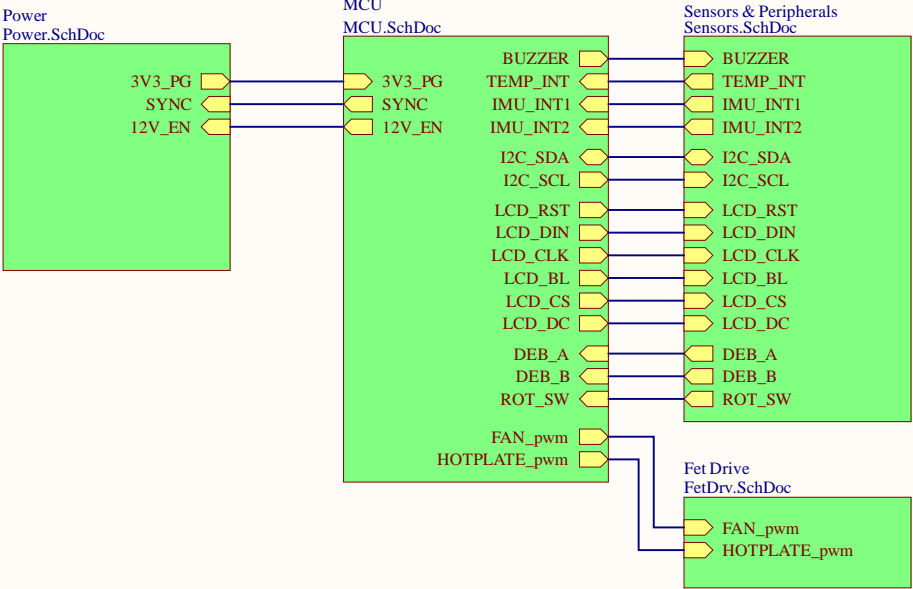 Power
Power.SchDoc
3V3_PG
SYNC
12V_EN
MCU
MCU.SchDoc
3V3_PG
SYNC
12V_EN
BUZZER
TEMP_INT
IMU_INT1
IMU_INT2
I2C_SDA
I2C_SCL
LCD_RST
LCD_DIN
LCD_CLK
LCD_BL
LCD_CS
LCD_DC
DEB_A
DEB_B
ROT_SW
FAN_pwm
HOTPLATE_pwm
Sensors & Peripherals
Sensors.SchDoc
BUZZER
TEMP_INT
IMU_INT1
IMU_INT2
I2C_SDA
I2C_SCL
LCD_RST
LCD_DIN
LCD_CLK
LCD_BL
LCD_CS
LCD_DC
DEB_A
DEB_B
ROT_SW
Fet Drive
FetDrv.SchDoc
FAN_pwm
HOTPLATE_pwm